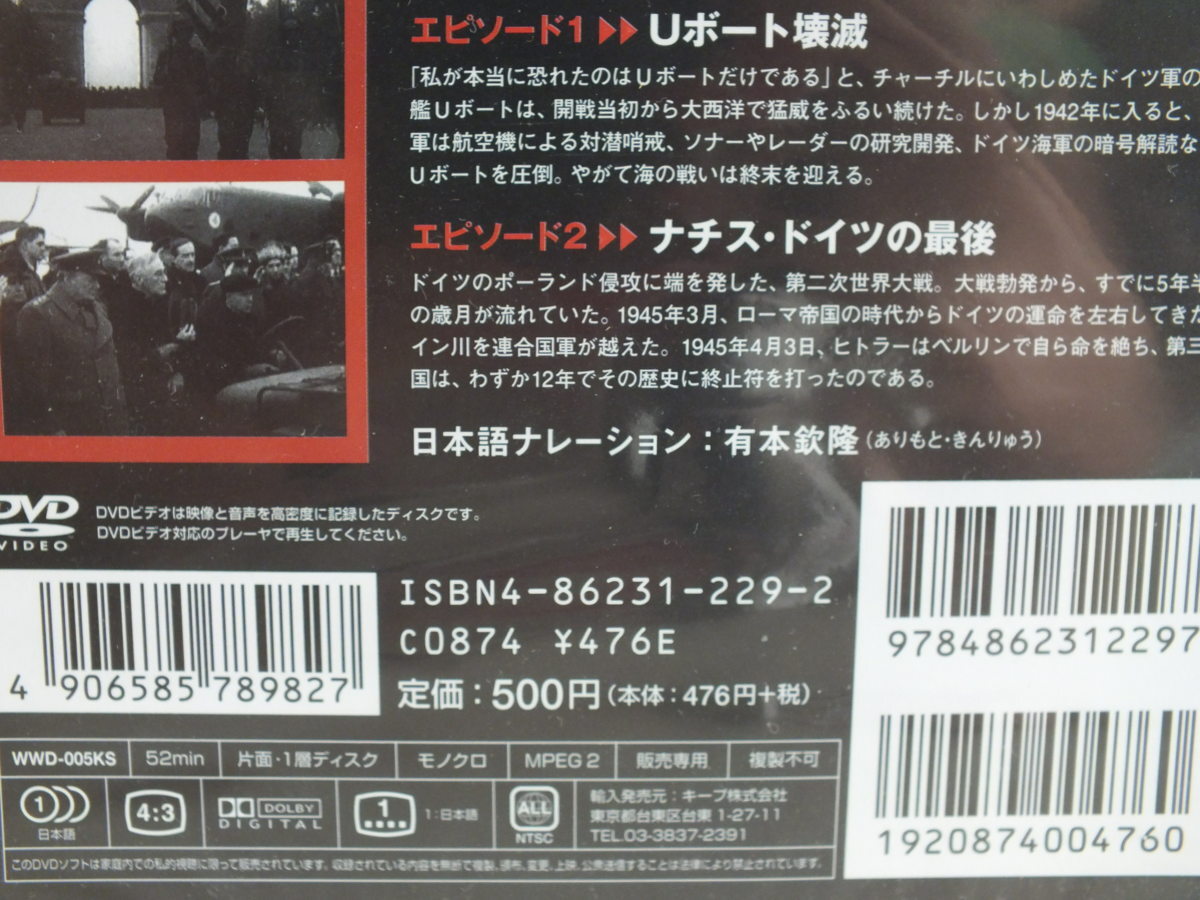 エピソード1 ▶▶ Uボート壊滅
「私が本当に恐れたのはUボートだけである」と、チャーチルにいわしめたドイツ軍の
艦Uボートは、開戦当初から大西洋で猛威をふるい続けた。しかし1942年に入ると、
軍は航空機による対潜哨戒、ソナーやレーダーの研究開発、ドイツ海軍の暗号解読な
Uボートを圧倒。やがて海の戦いは終末を迎える。
エピソード2 ▶▶ ナチス・ドイツの最後
ドイツのポーランド侵攻に端を発した、第二次世界大戦。大戦勃発から、すでに5年半
の歳月が流れていた。1945年3月、ローマ帝国の時代からドイツの運命を左右してきた
イン川を連合国軍が越えた。1945年4月3日、ヒトラーはベルリンで自ら命を絶ち、第三
国は、わずか12年でその歴史に終止符を打ったのである。
日本語ナレーション：有本欽隆（ありもと・きんりゅう）
DVD
VIDEO
DVDビデオは映像と音声を高密度に記録したディスクです。
DVDビデオ対応のプレーヤで再生してください。
4 906585 789827
ISBN4-86231-229-2
C0874 ¥476E
定価：500円（本体：476円＋税）
9784862312297
1920874004760
WWD-005KS 52min 片面・1層ディスク モノクロ MPEG 2 販売専用 複製不可
1 日本語
4:3
DOLBY
DIGITAL
1 1：日本語
ALL
NTSC
輸入発売元：キープ株式会社
東京都台東区台東 1-27-11
TEL.03-3837-2391
このDVDソフトは家庭内での私的視聴に限って販売されています。収録されている内容を無断で複製、頒布、変更、上映、公衆送信することは法律により禁止されています。